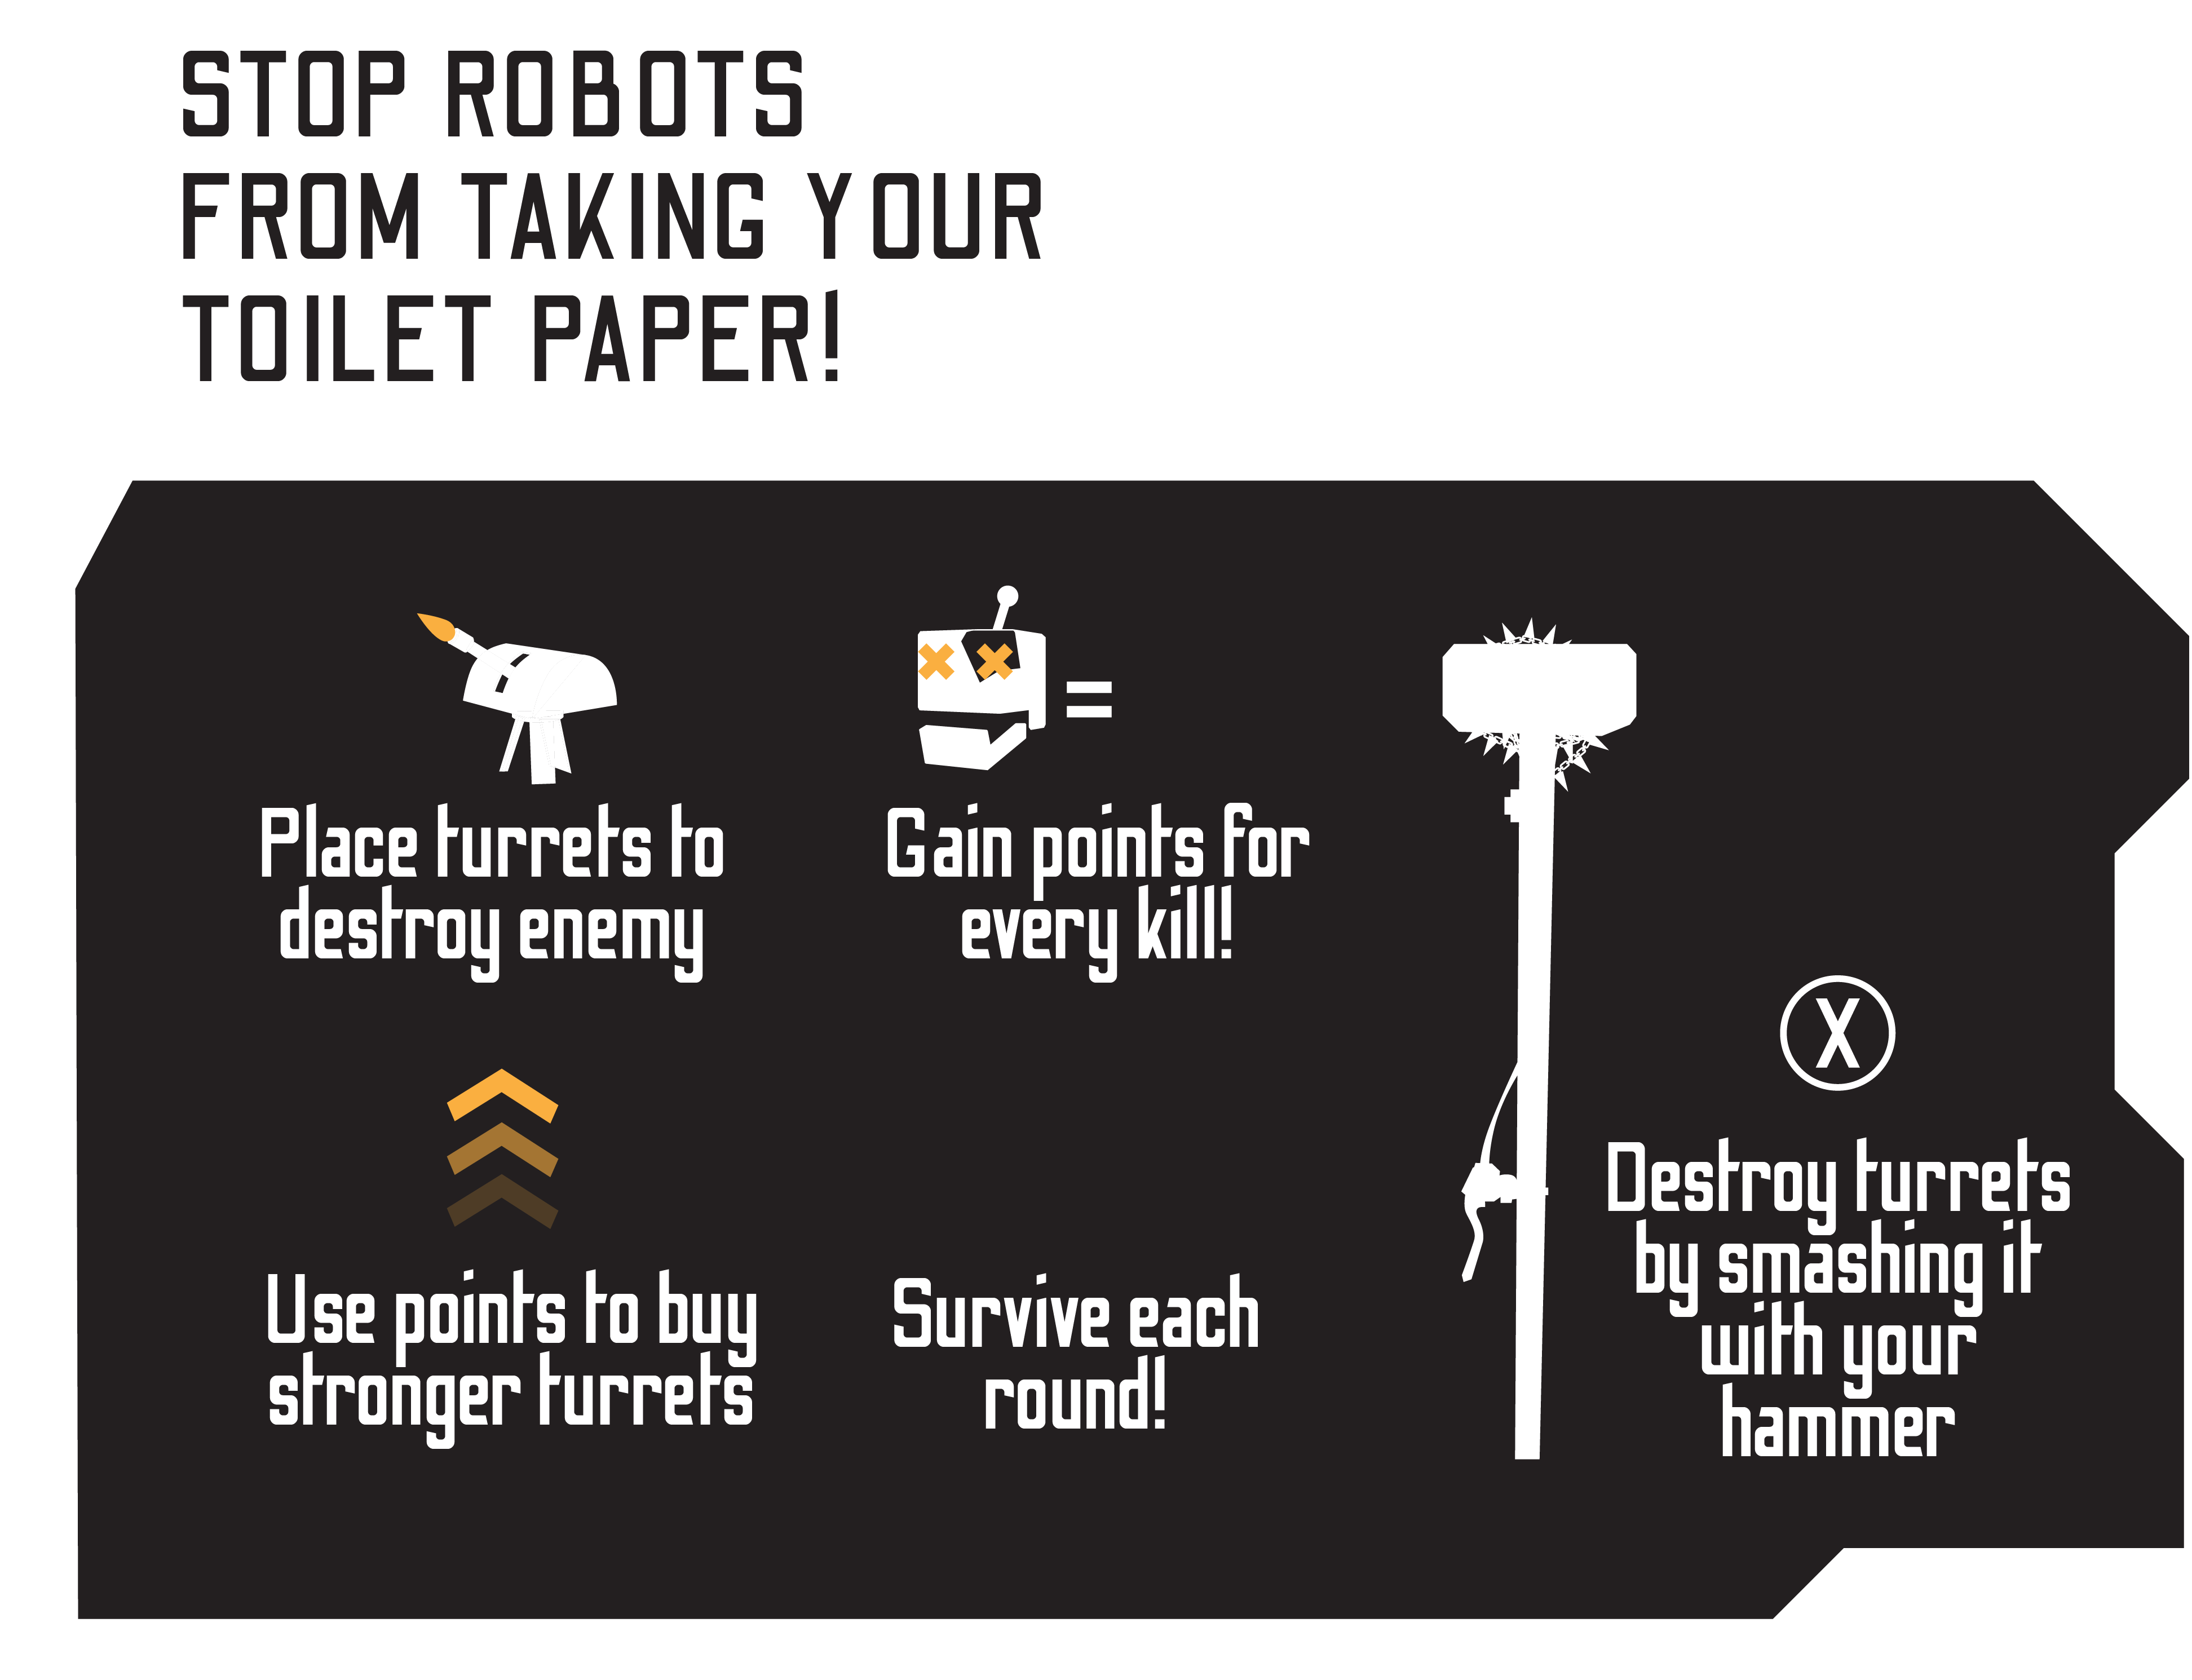 STOP ROBOTS
FROM TAKING YOUR
TOILET PAPER!
=
Place turrets to
destroy enemy
Gain points for
every kill!
X
Use points to buy
stronger turrets
Survive each
round!
Destroy turrets
by smashing it
with your
hammer